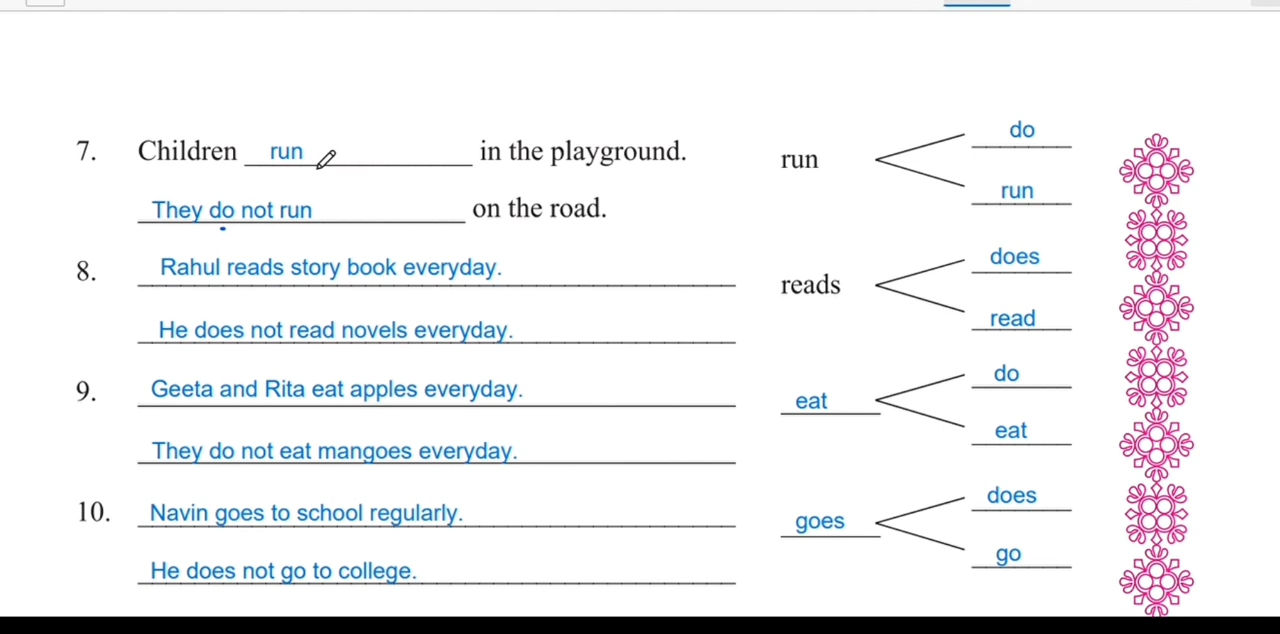 7. Children run in the playground. run do
run
They do not run on the road.
8. Rahul reads story book everyday. reads does
read
He does not read novels everyday.
9. Geeta and Rita eat apples everyday. eat do
eat
They do not eat mangoes everyday.
10. Navin goes to school regularly. goes does
go
He does not go to college.